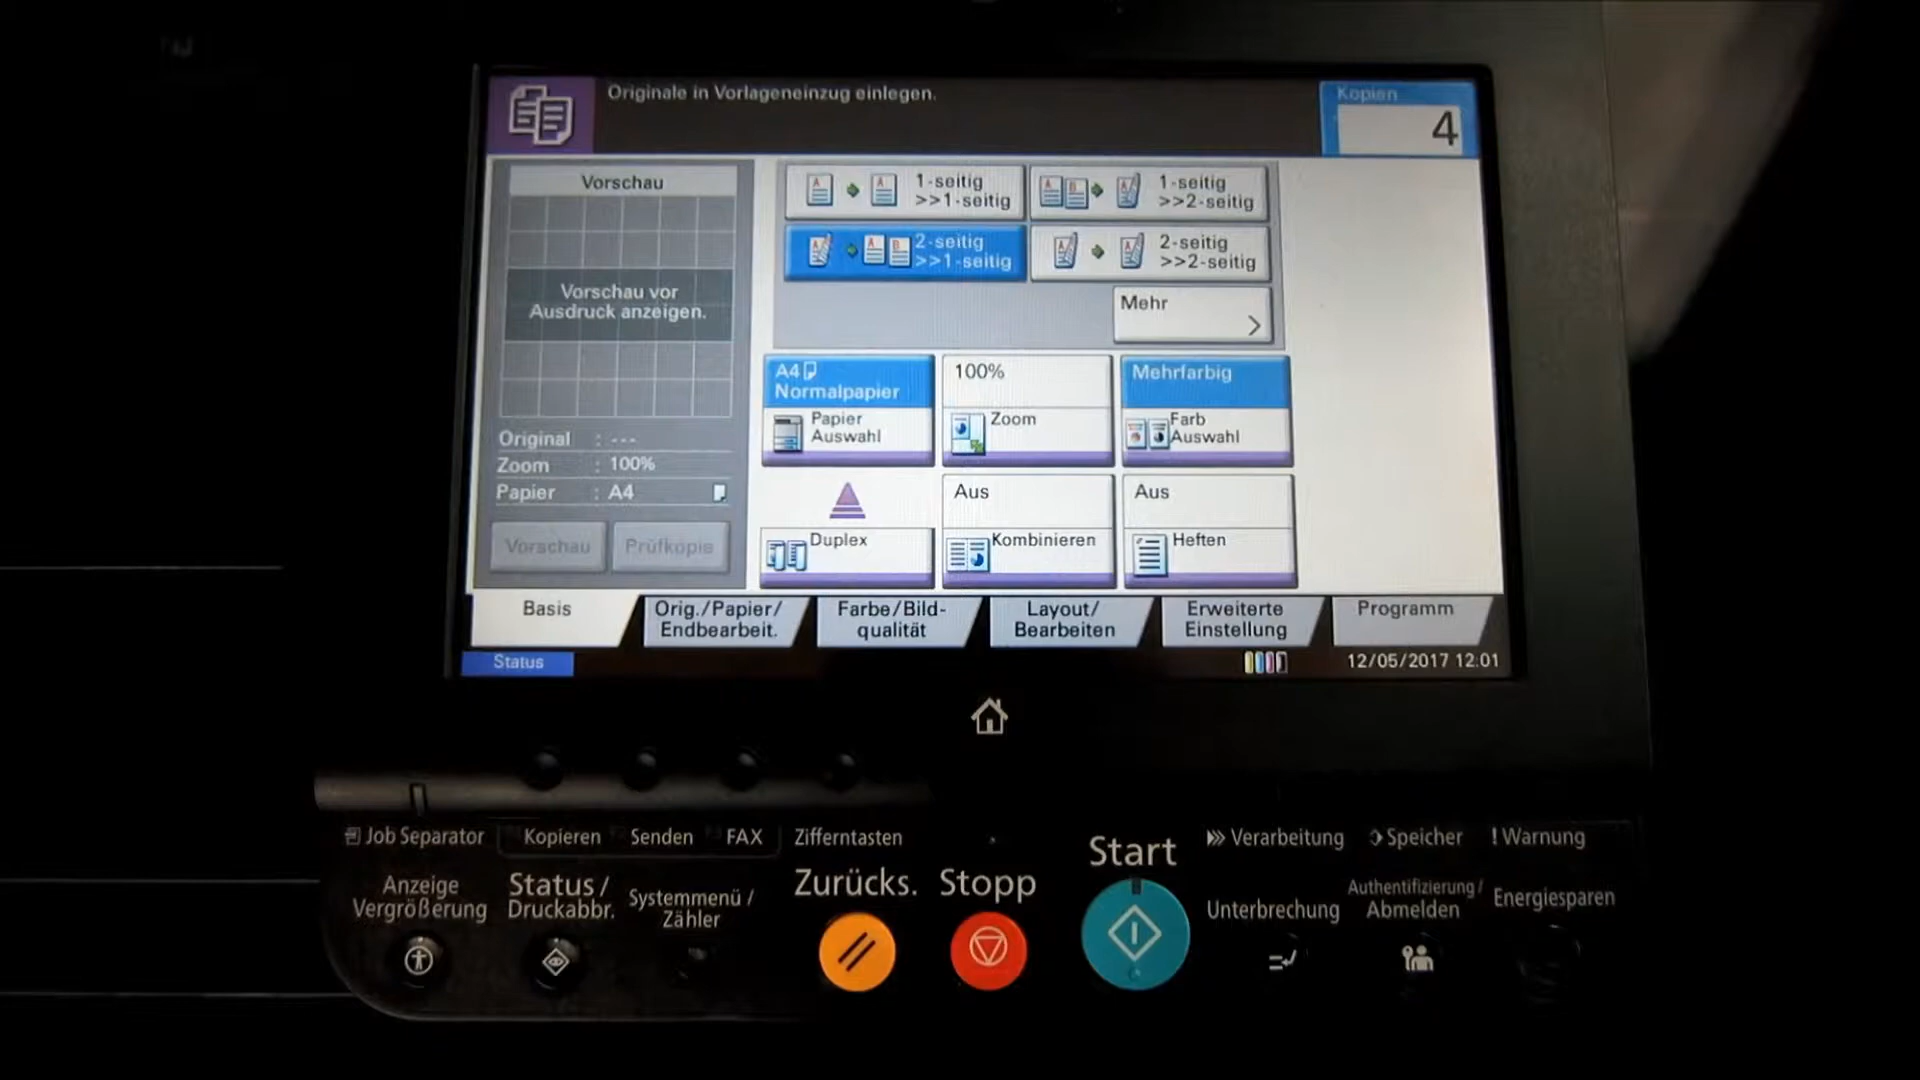 Originale in Vorlageneinzug einlegen.
Kopien
4
Vorschau
Vorschau vor
Ausdruck anzeigen.
Original : ---
Zoom : 100%
Papier : A4
Vorschau
Prüfkopie
1-seitig
>>1-seitig
1-seitig
>>2-seitig
2-seitig
>>1-seitig
2-seitig
>>2-seitig
Mehr
A4
Normalpapier
Papier
Auswahl
100%
Zoom
Mehrfarbig
Farb
Auswahl
Duplex
Aus
Kombinieren
Aus
Heften
Basis
Orig./Papier/
Endbearbeit.
Farbe/Bild-
qualität
Layout/
Bearbeiten
Erweiterte
Einstellung
Programm
Status
12/05/2017 12:01
Job Separator
Kopieren
Senden
FAX
Zifferntasten
Start
Verarbeitung
Speicher
! Warnung
Anzeige
Vergrößerung
Status /
Druckabbr.
Systemmenü /
Zähler
Zurücks.
Stopp
Unterbrechung
Authentifizierung /
Abmelden
Energiesparen